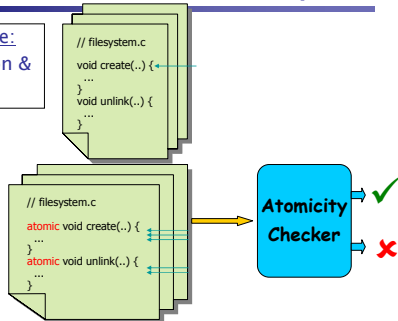 e:
n &
// filesystem.c
void create(..) {
...
}
void unlink(..) {
...
}
// filesystem.c
atomic void create(..) {
...
}
atomic void unlink(..) {
...
}
Atomicity
Checker